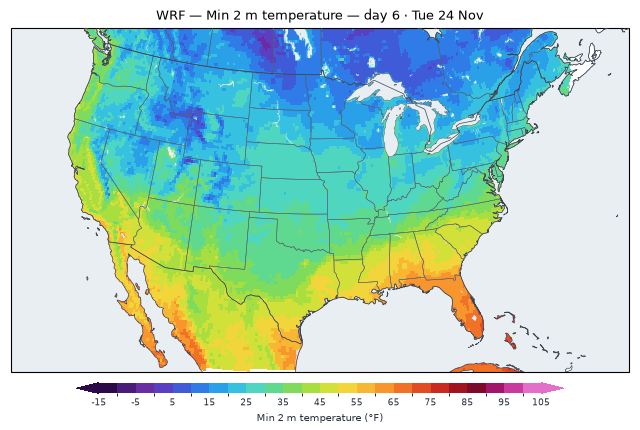 WRF — Min 2 m temperature — day 6 · Tue 24 Nov
-15 -5 5 15 25 35 45 55 65 75 85 95 105
Min 2 m temperature (°F)